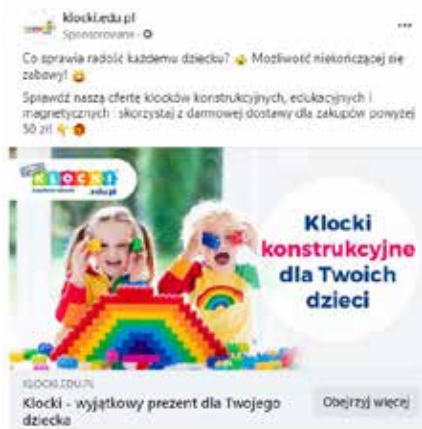 klocki.edu.pl
Sponsorowane ·
Co sprawia radość każdemu dziecku? Możliwość niekończącej się
zabawy!
Sprawdź naszą ofertę klocków konstrukcyjnych, edukacyjnych i
magnetycznych skorzystaj z darmowej dostawy dla zakupów powyżej
50 zł!
KLOCKI
.edu.pl
Klocki
konstrukcyjne
dla Twoich
dzieci
KLOCKI.EDU.PL
Klocki - wyjątkowy prezent dla Twojego
dziecka
Obejrzyj więcej